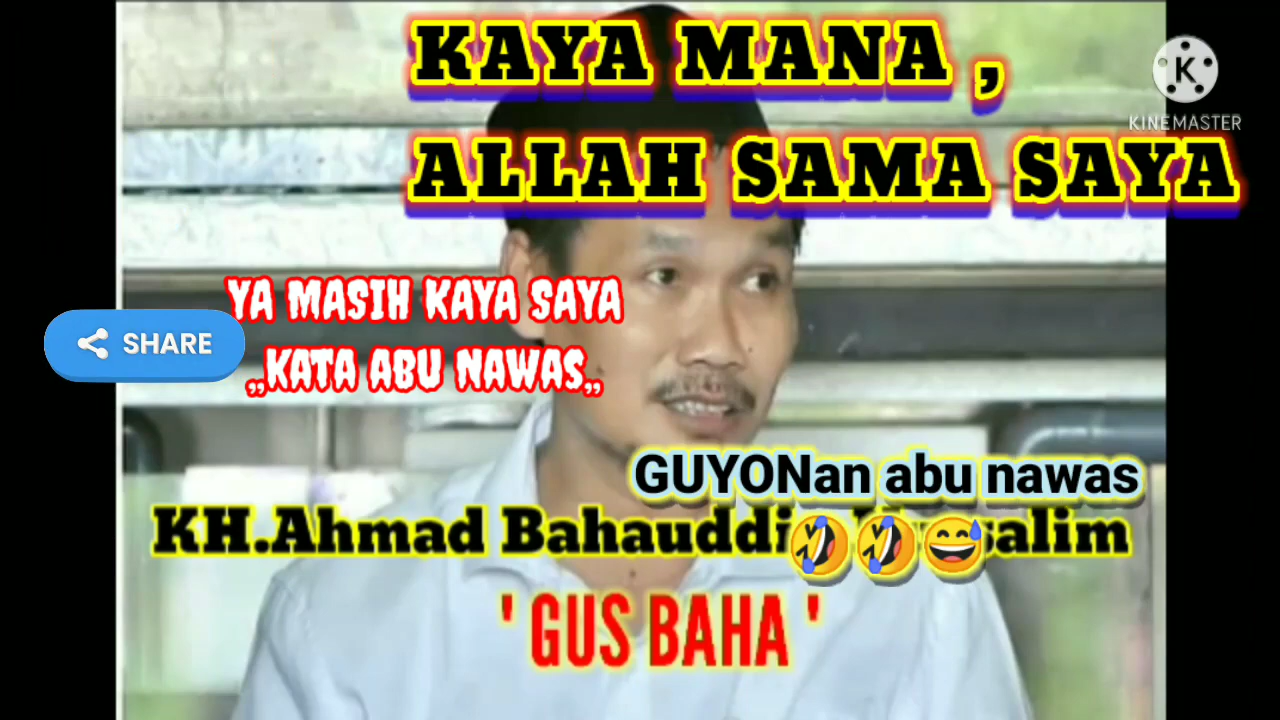 KAYA MANA ,
ALLAH SAMA SAYA
KINEMASTER
YA MASIH KAYA SAYA
SHARE
,,KATA ABU NAWAS,,
GUYONan abu nawas
KH.Ahmad Bahauddi salim
' GUS BAHA '